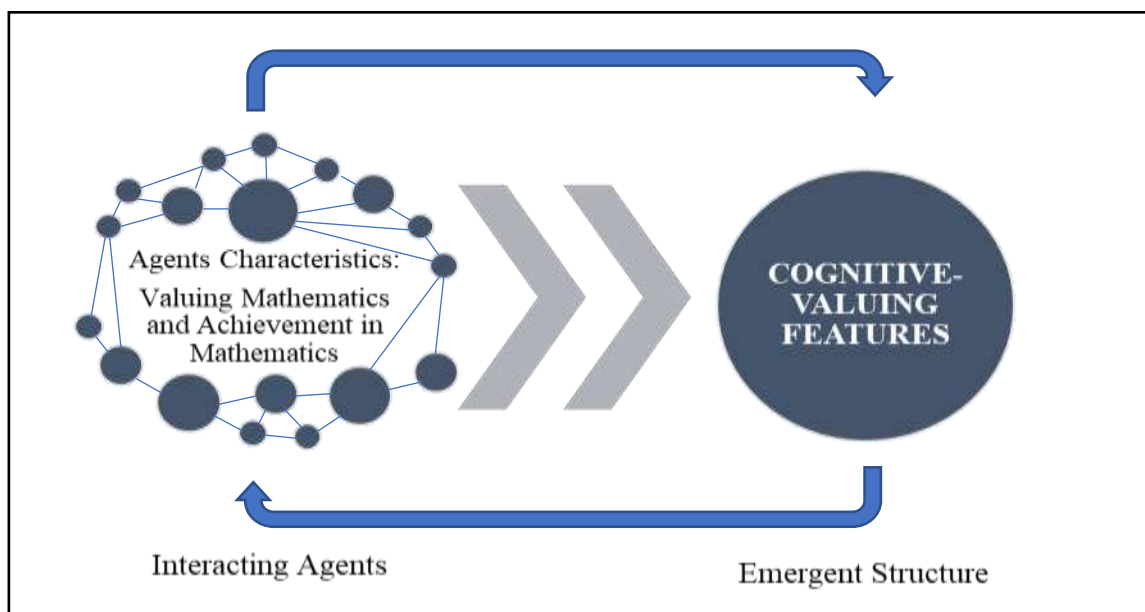 Agents Characteristics:
Valuing Mathematics
and Achievement in
Mathematics
COGNITIVE-
VALUING
FEATURES
Interacting Agents
Emergent Structure